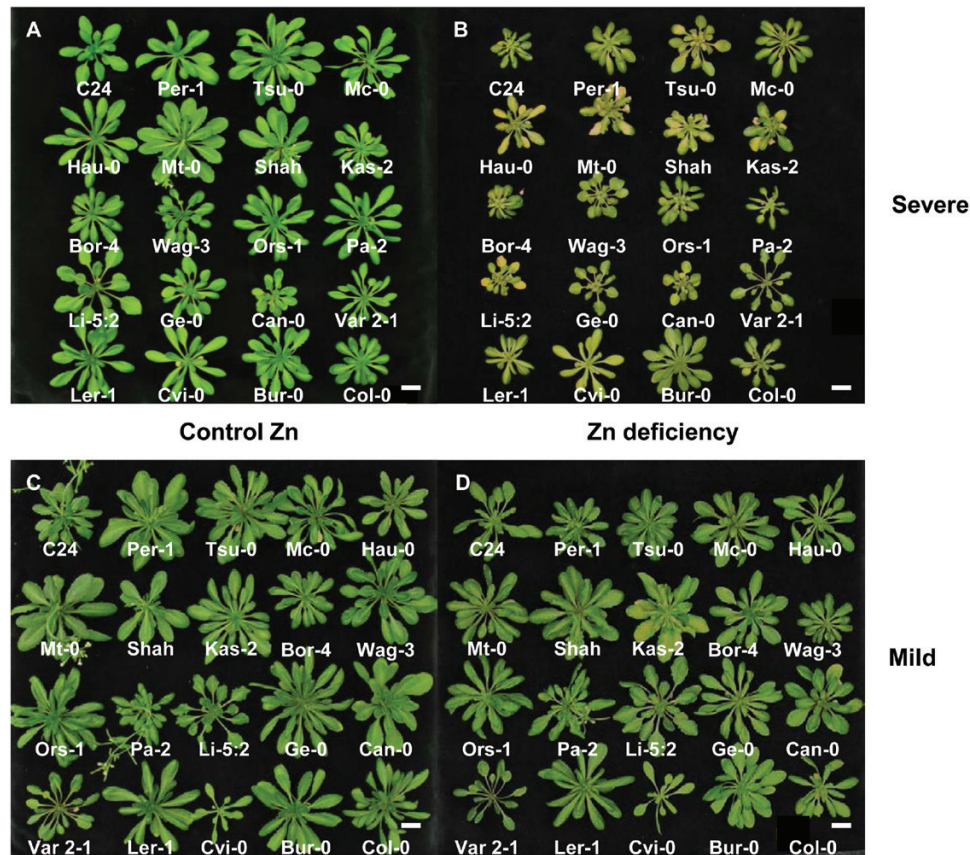 A
C24 Per-1 Tsu-0 Mc-0
Hau-0 Mt-0 Shah Kas-2
Bor-4 Wag-3 Ors-1 Pa-2
Li-5:2 Ge-0 Can-0 Var 2-1
Ler-1 Cvi-0 Bur-0 Col-0
B
C24 Per-1 Tsu-0 Mc-0
Hau-0 Mt-0 Shah Kas-2
Bor-4 Wag-3 Ors-1 Pa-2
Li-5:2 Ge-0 Can-0 Var 2-1
Ler-1 Cvi-0 Bur-0 Col-0
Severe
Control Zn
Zn deficiency
C
C24 Per-1 Tsu-0 Mc-0 Hau-0
Mt-0 Shah Kas-2 Bor-4 Wag-3
Ors-1 Pa-2 Li-5:2 Ge-0 Can-0
Var 2-1 Ler-1 Cvi-0 Bur-0 Col-0
D
C24 Per-1 Tsu-0 Mc-0 Hau-0
Mt-0 Shah Kas-2 Bor-4 Wag-3
Ors-1 Pa-2 Li-5:2 Ge-0 Can-0
Var 2-1 Ler-1 Cvi-0 Bur-0 Col-0
Mild